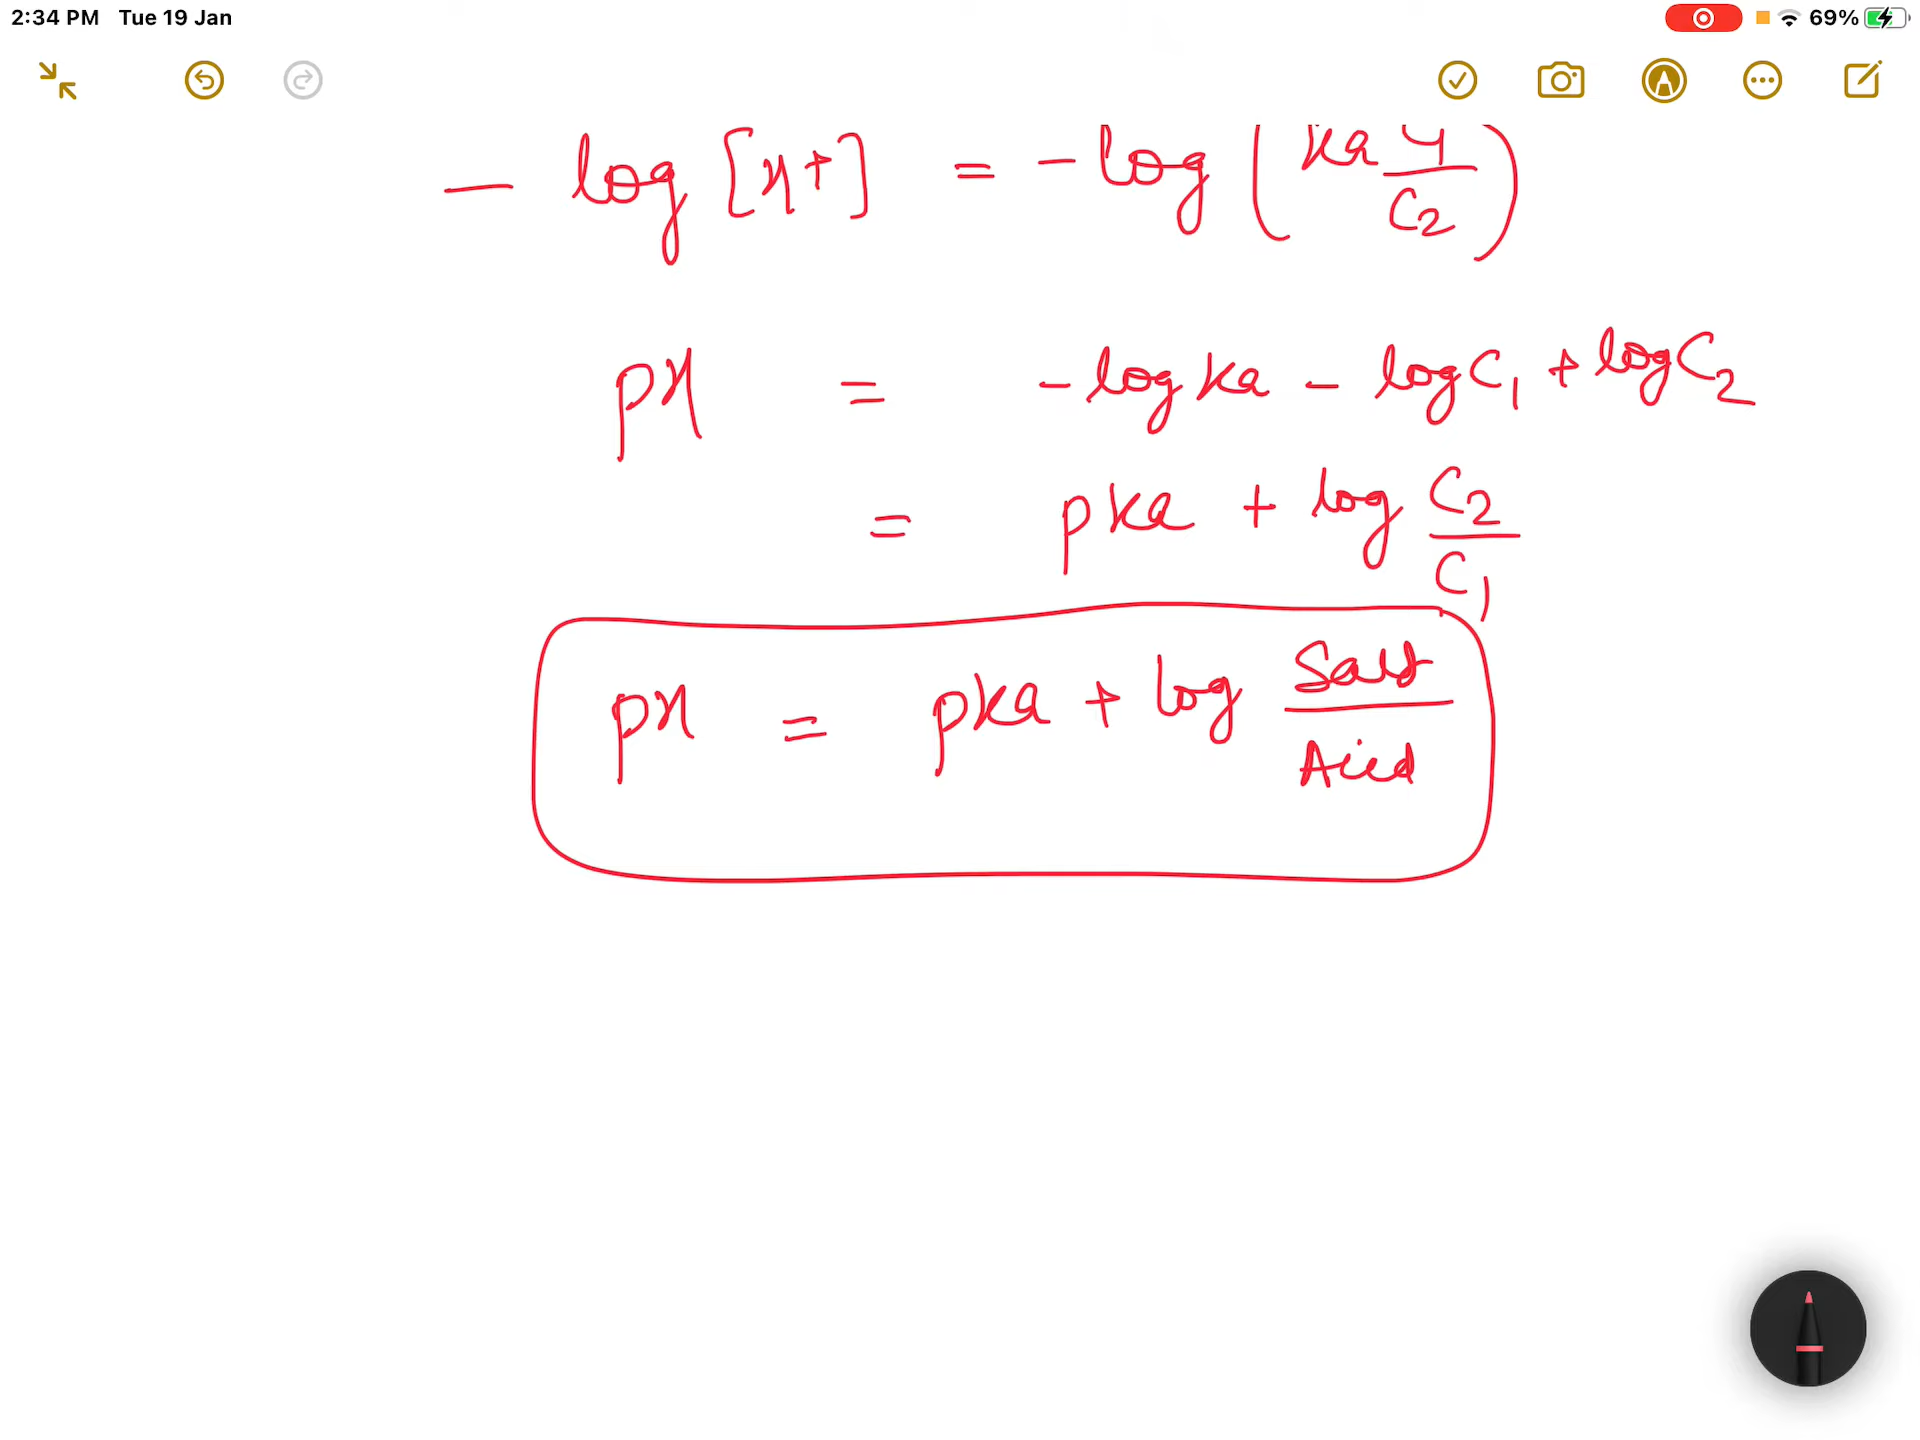 2:34 PM Tue 19 Jan 69%
- log [H+] = - log (ka C1/C2)
pH = - log ka - log C1 + log C2
= pka + log C2/C1
pH = pka + log Salt/Acid